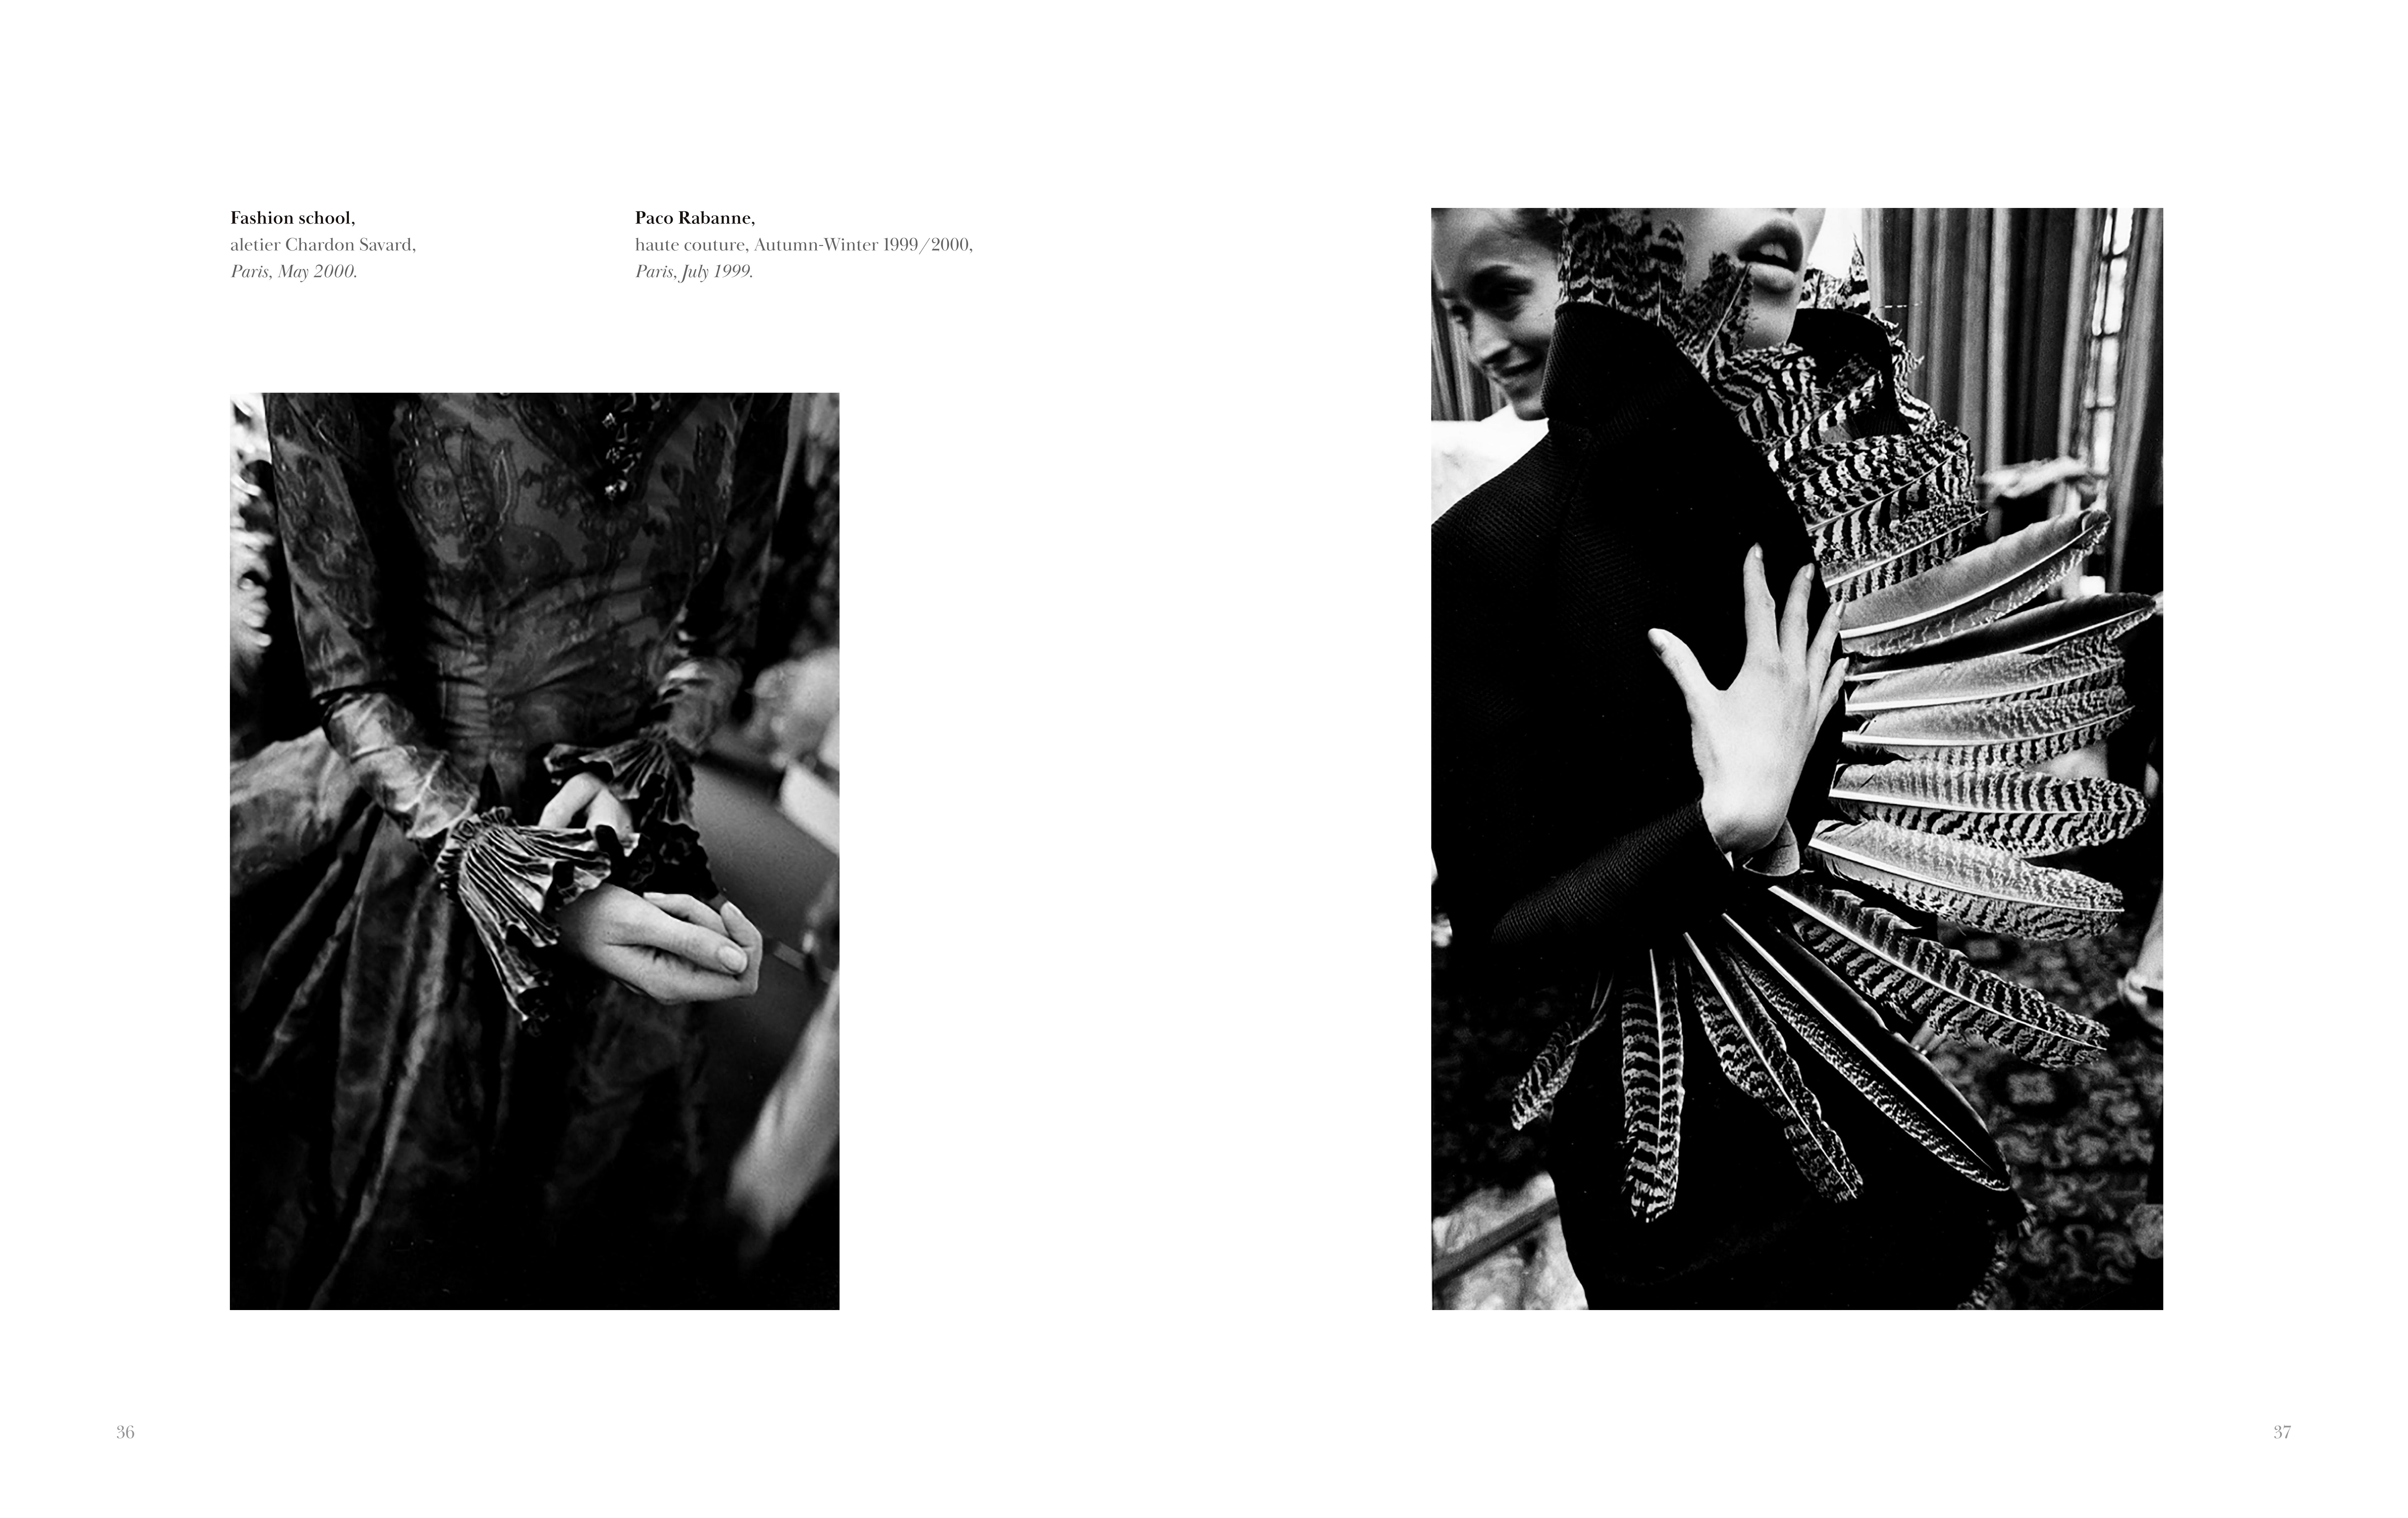 Fashion school,
aletier Chardon Savard,
Paris, May 2000.
Paco Rabanne,
haute couture, Autumn-Winter 1999/2000,
Paris, July 1999.
36
37